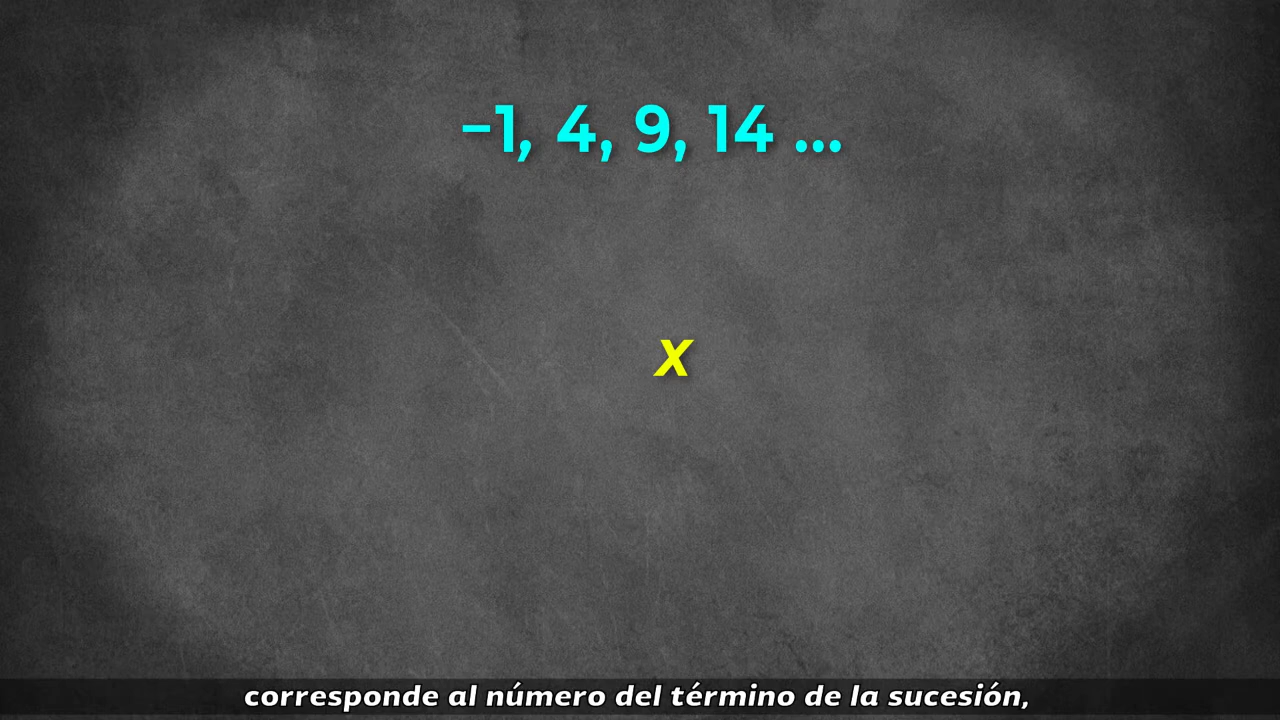 −1, 4, 9, 14 ...
x
corresponde al número del término de la sucesión,